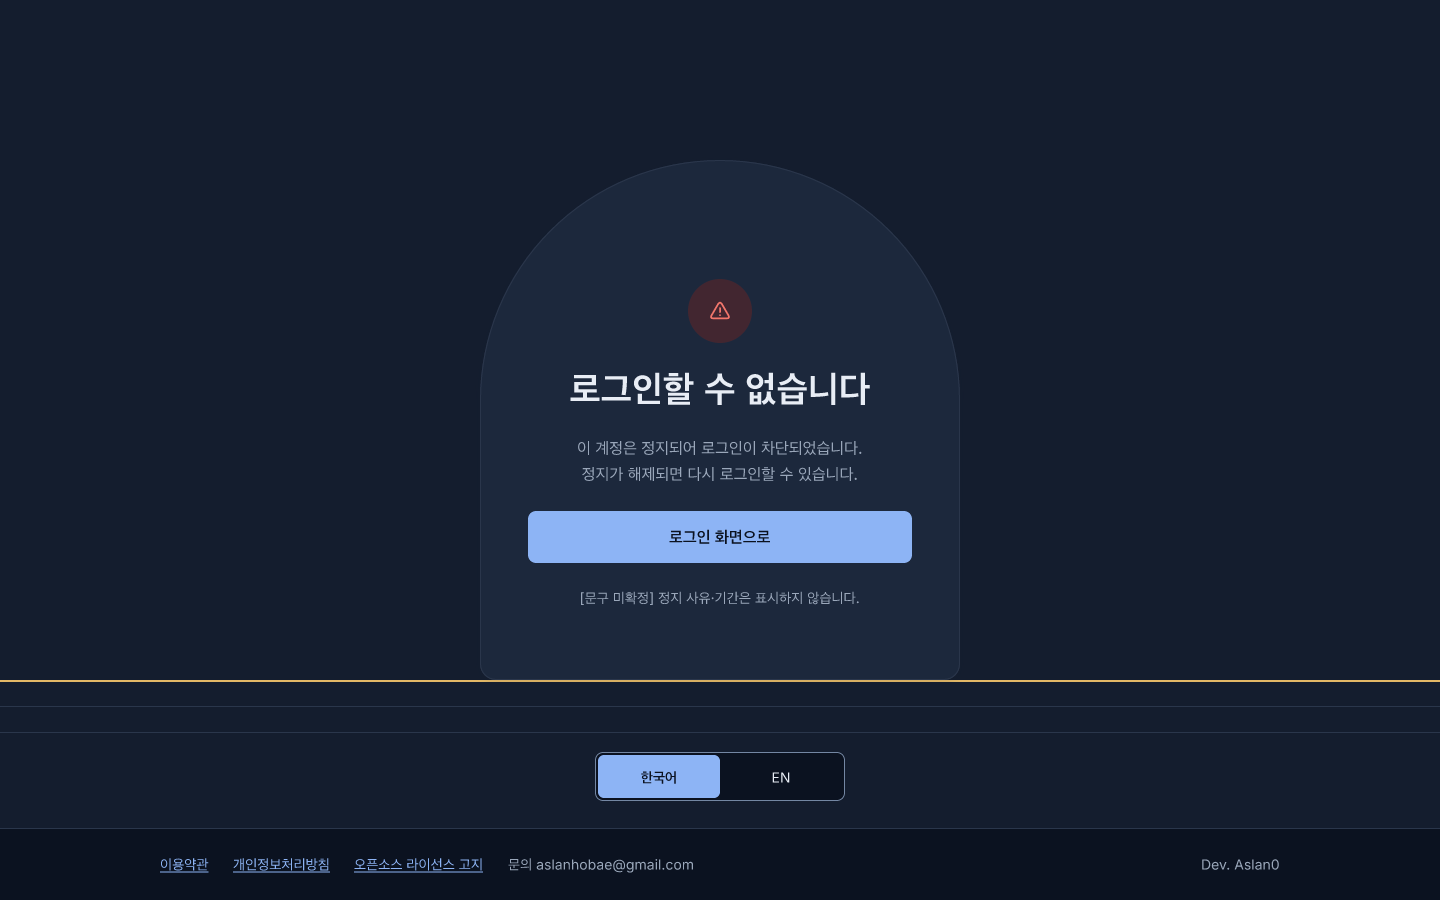 로그인할 수 없습니다
이 계정은 정지되어 로그인이 차단되었습니다.
정지가 해제되면 다시 로그인할 수 있습니다.
로그인 화면으로
[문구 미확정] 정지 사유·기간은 표시하지 않습니다.
한국어 EN
이용약관 개인정보처리방침 오픈소스 라이선스 고지 문의 aslanhobae@gmail.com Dev. Aslan0